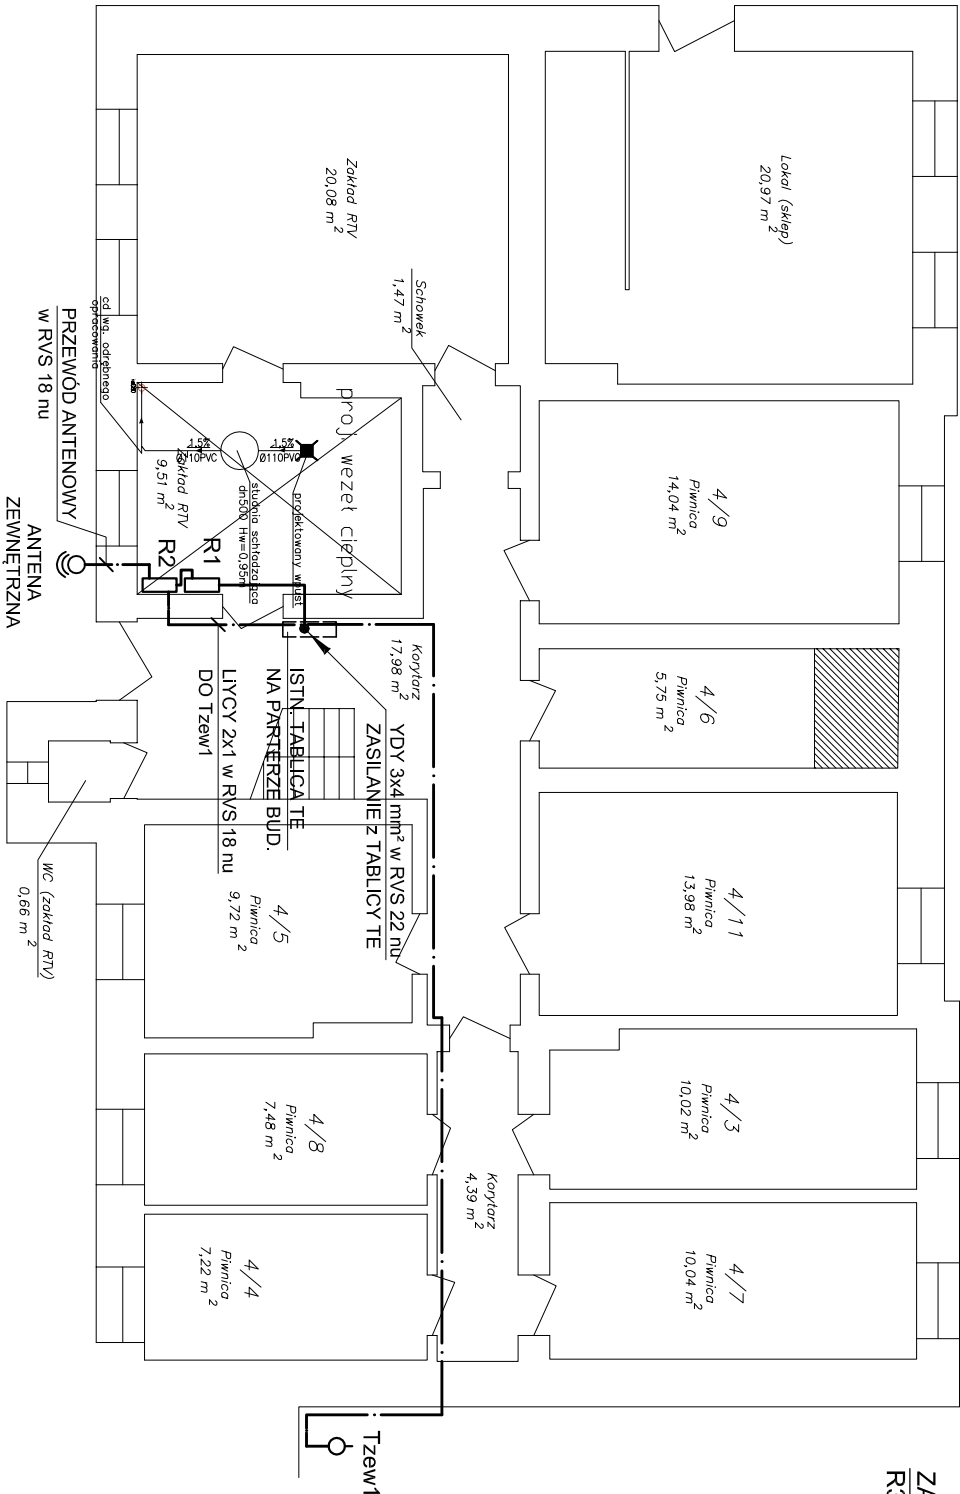 ZA
R3
Lokal (sklep)
20,97 m²
4/9
Piwnica
14,04 m²
4/6
Piwnica
5,75 m²
4/11
Piwnica
13,98 m²
4/3
Piwnica
10,02 m²
4/7
Piwnica
10,04 m²
Schowek
1,47 m²
Korytarz
17,98 m²
Korytarz
4,39 m²
Zakład RTV
20,08 m²
proj. węzeł cieplny
projektowany wpust
studnia schładzająca
dn500 Hw=0,95m
1,5%
Ø110PVC
1,5%
Ø110PVC
Zakład RTV
9,51 m²
R1
R2
YDY 3x4 mm² w RVS 22 nu
ZASILANIE z TABLICY TE
ISTN. TABLICA TE
NA PARTERZE BUD.
LiYCY 2x1 w RVS 18 nu
DO Tzew1
4/5
Piwnica
9,72 m²
4/8
Piwnica
7,48 m²
4/4
Piwnica
7,22 m²
Tzew1
cd wg. odrębnego
opracowania
PRZEWÓD ANTENOWY
w RVS 18 nu
ANTENA
ZEWNĘTRZNA
WC (zakład RTV)
0,66 m²